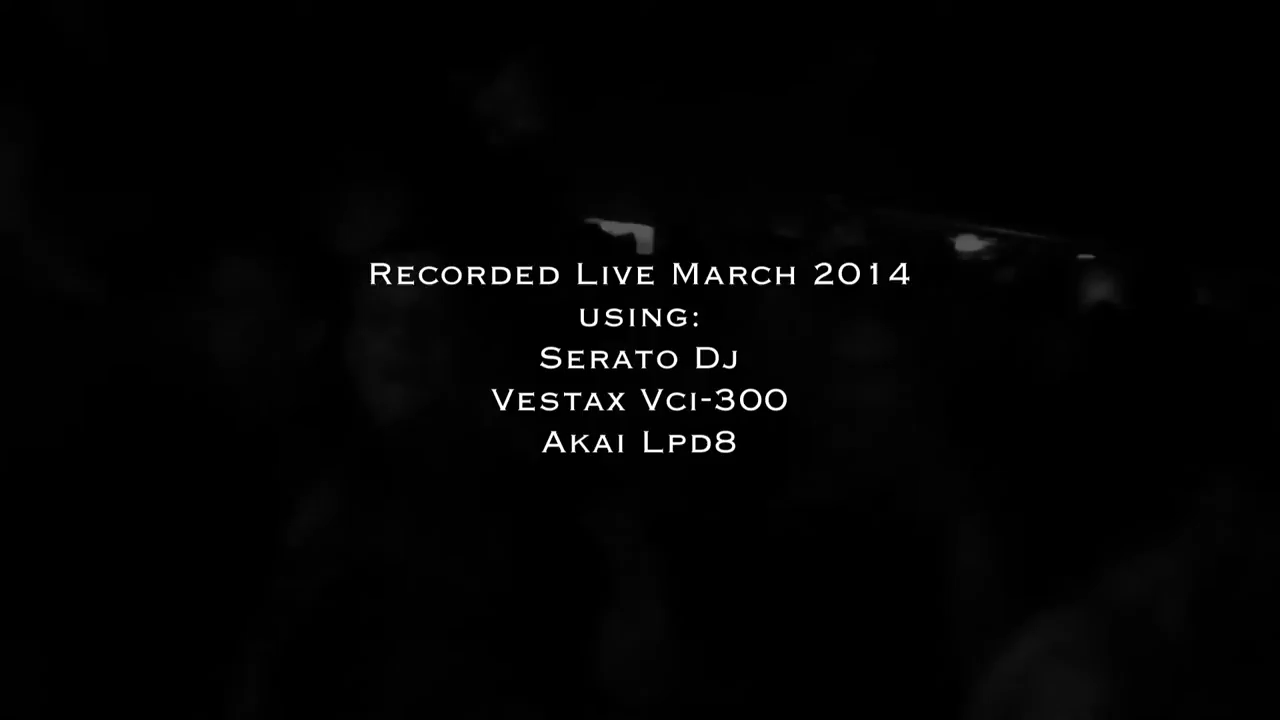 Recorded Live March 2014
using:
Serato Dj
Vestax Vci-300
Akai Lpd8